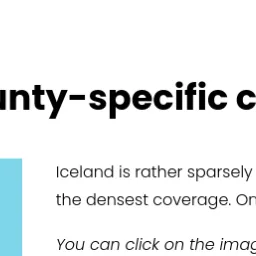 unty-specific c
Iceland is rather sparsely
the densest coverage. On
You can click on the imag